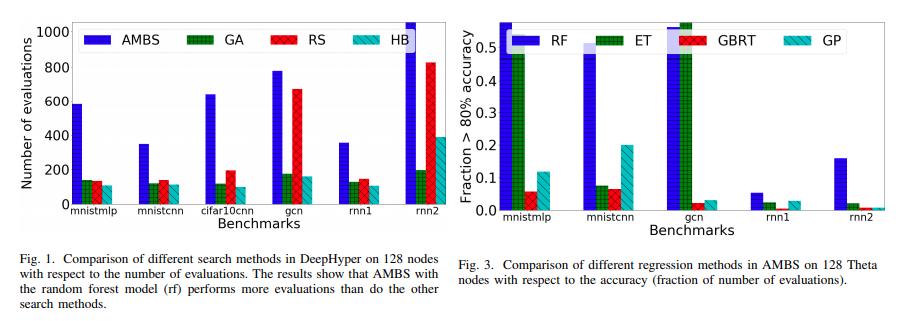 Number of evaluations
1000
800
600
400
200
0
AMBS GA RS HB
mnistmlp mnistcnn cifar10cnn gcn rnn1 rnn2
Benchmarks
Fig. 1. Comparison of different search methods in DeepHyper on 128 nodes
with respect to the number of evaluations. The results show that AMBS with
the random forest model (rf) performs more evaluations than do the other
search methods.
Fraction > 80% accuracy
0.5
0.4
0.3
0.2
0.1
0.0
RF ET GBRT GP
mnistmlp mnistcnn gcn rnn1 rnn2
Benchmarks
Fig. 3. Comparison of different regression methods in AMBS on 128 Theta
nodes with respect to the accuracy (fraction of number of evaluations).